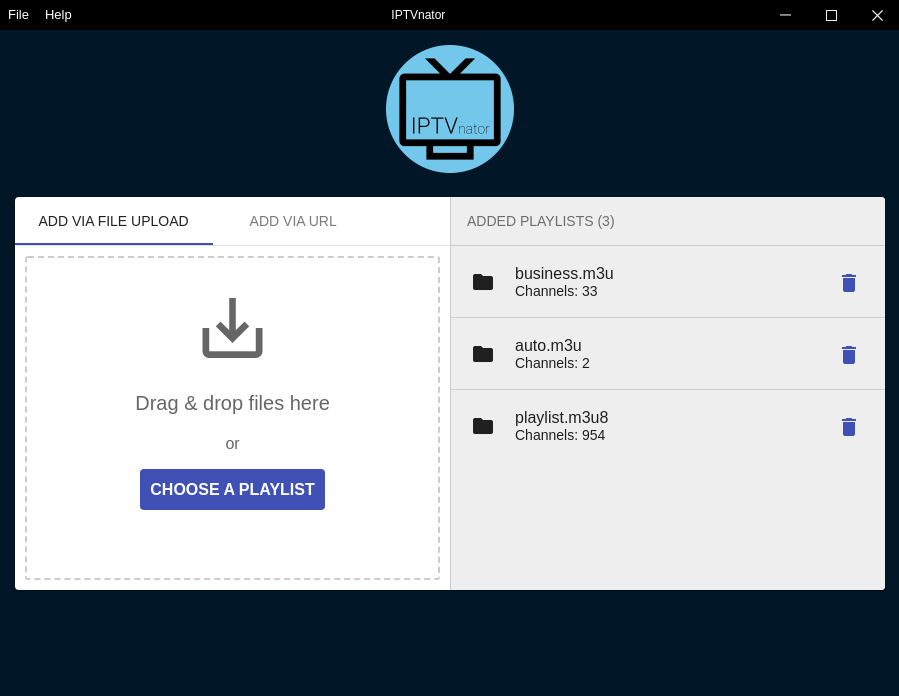 File Help
IPTVnator
IPTVnator
ADD VIA FILE UPLOAD
ADD VIA URL
Drag & drop files here
or
CHOOSE A PLAYLIST
ADDED PLAYLISTS (3)
business.m3u
Channels: 33
auto.m3u
Channels: 2
playlist.m3u8
Channels: 954